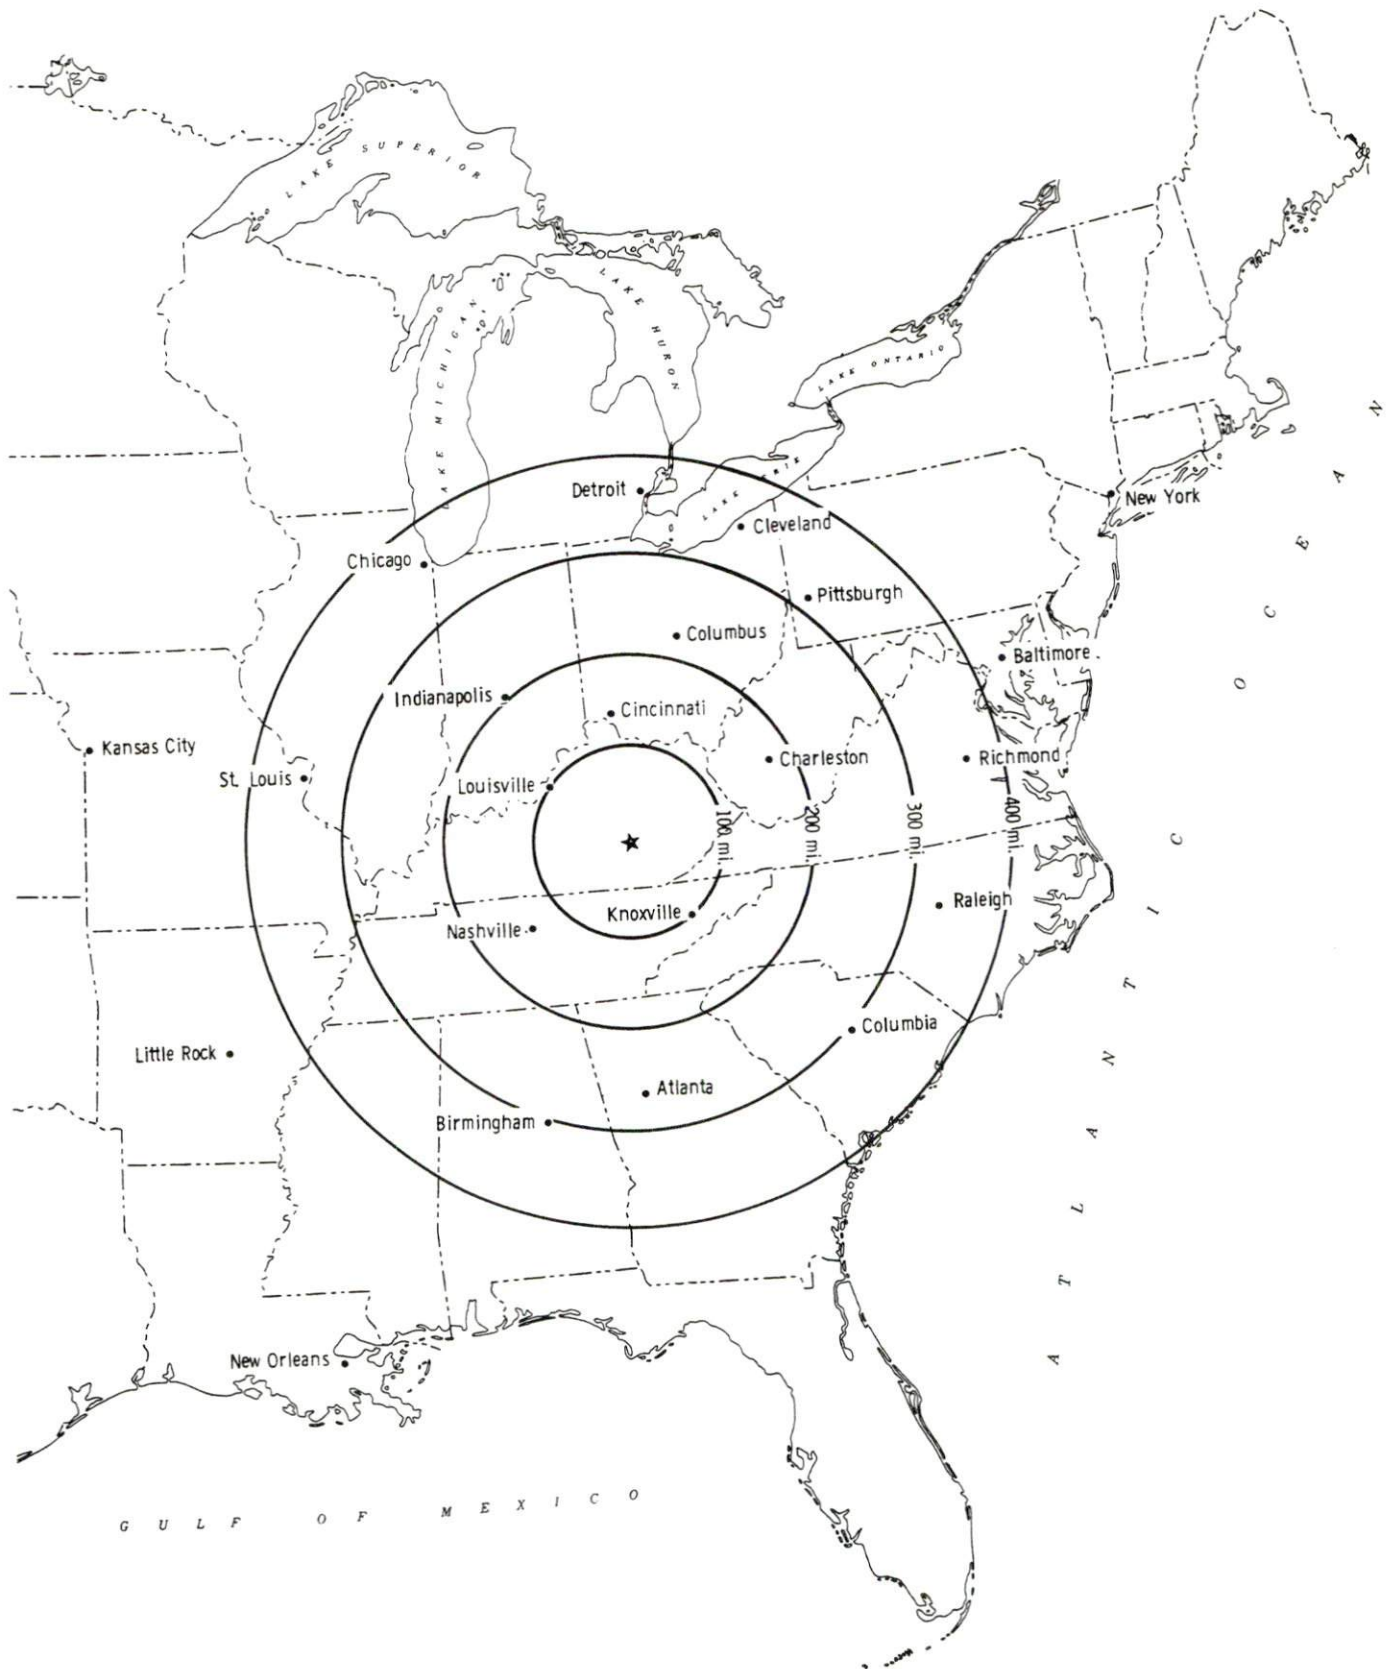 LAKE SUPERIOR
LAKE MICHIGAN
LAKE HURON
LAKE ONTARIO
LAKE ERIE
Detroit
Cleveland
New York
Chicago
Pittsburgh
Columbus
Baltimore
Indianapolis
Cincinnati
Kansas City
St. Louis
Louisville
Charleston
Richmond
100 mi.
200 mi.
300 mi.
400 mi.
Knoxville
Nashville
Raleigh
Columbia
Little Rock
Atlanta
Birmingham
New Orleans
ATLANTIC OCEAN
GULF OF MEXICO